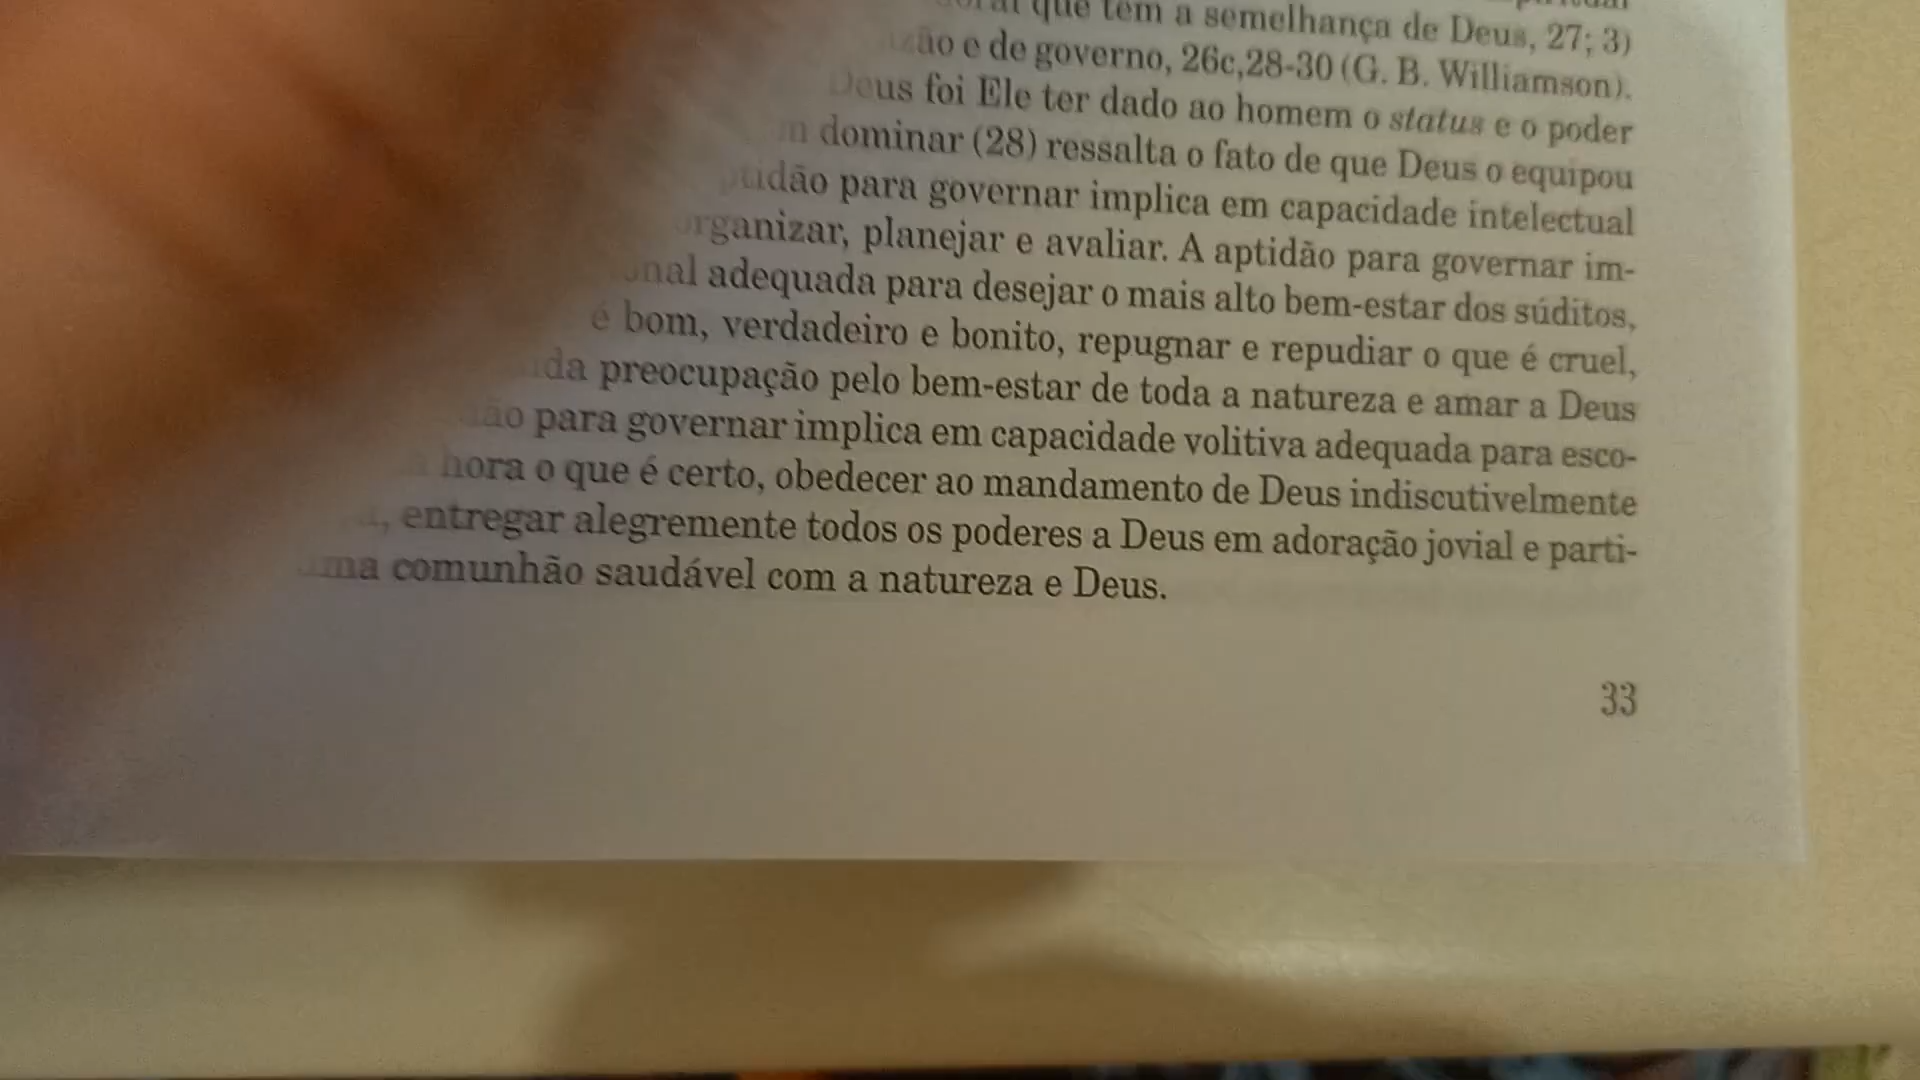 que tem a semelhança de Deus, 27; 3)
e de governo, 26c,28-30 (G. B. Williamson).
Deus foi Ele ter dado ao homem o status e o poder
dominar (28) ressalta o fato de que Deus o equipou
para governar implica em capacidade intelectual
organizar, planejar e avaliar. A aptidão para governar im-
adequada para desejar o mais alto bem-estar dos súditos,
é bom, verdadeiro e bonito, repugnar e repudiar o que é cruel,
preocupação pelo bem-estar de toda a natureza e amar a Deus
para governar implica em capacidade volitiva adequada para esco-
hora o que é certo, obedecer ao mandamento de Deus indiscutivelmente
, entregar alegremente todos os poderes a Deus em adoração jovial e parti-
comunhão saudável com a natureza e Deus.
33